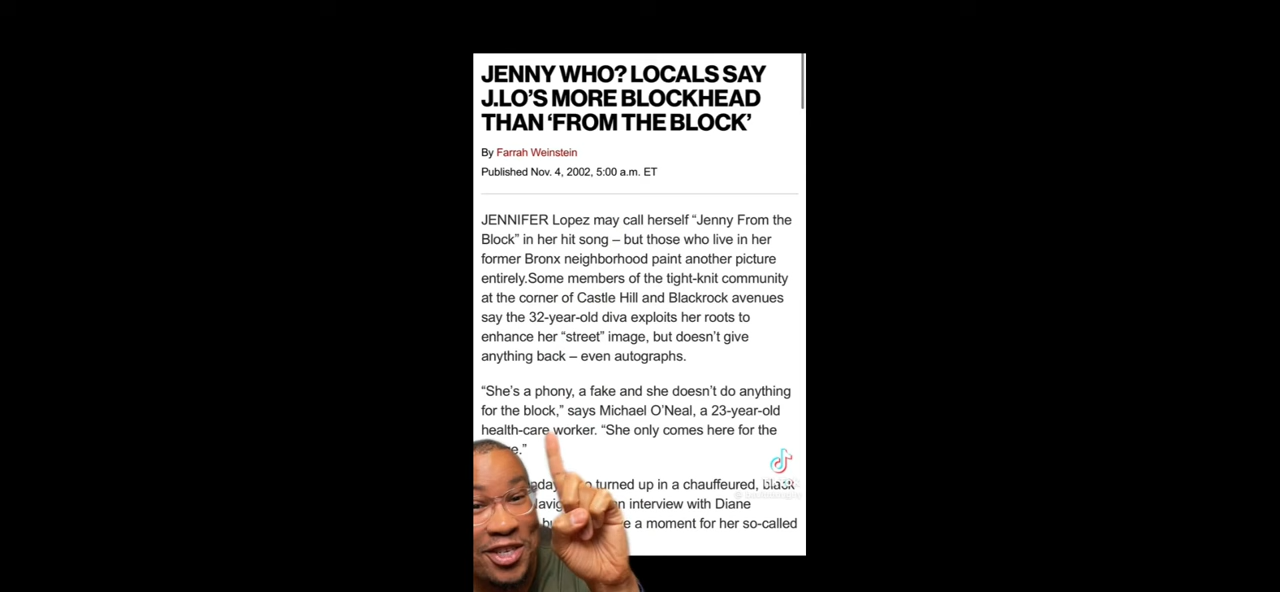 JENNY WHO? LOCALS SAY
J.LO'S MORE BLOCKHEAD
THAN ‘FROM THE BLOCK’
By Farrah Weinstein
Published Nov. 4, 2002, 5:00 a.m. ET
JENNIFER Lopez may call herself “Jenny From the
Block” in her hit song – but those who live in her
former Bronx neighborhood paint another picture
entirely.Some members of the tight-knit community
at the corner of Castle Hill and Blackrock avenues
say the 32-year-old diva exploits her roots to
enhance her “street” image, but doesn’t give
anything back – even autographs.
“She’s a phony, a fake and she doesn’t do anything
for the block,” says Michael O’Neal, a 23-year-old
health-care worker. “She only comes here for the
turned up in a chauffeured, black
interview with Diane
a moment for her so-called